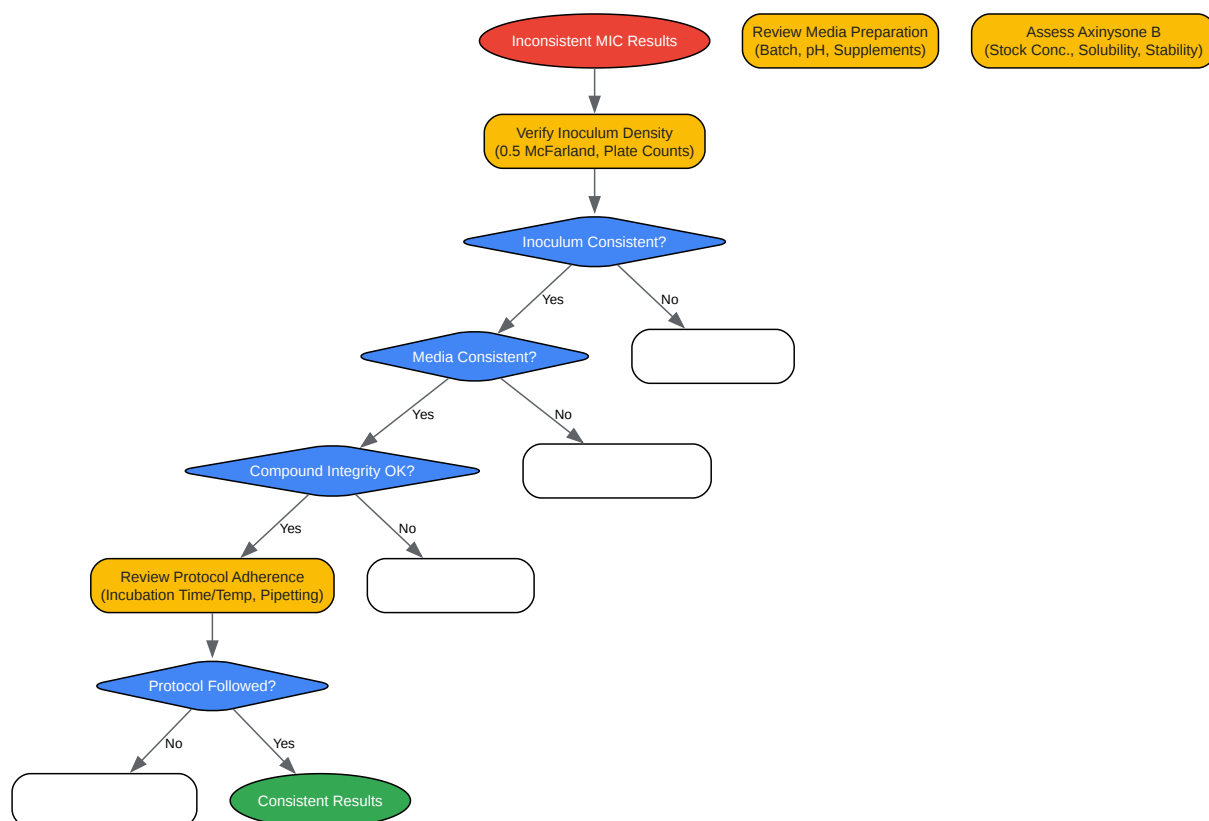 Inconsistent MIC Results
Review Media Preparation
(Batch, pH, Supplements)
Assess Axinysone B
(Stock Conc., Solubility, Stability)
Verify Inoculum Density
(0.5 McFarland, Plate Counts)
Inoculum Consistent?
Yes
No
Media Consistent?
Yes
No
Compound Integrity OK?
Yes
No
Review Protocol Adherence
(Incubation Time/Temp, Pipetting)
Protocol Followed?
No
Yes
Consistent Results